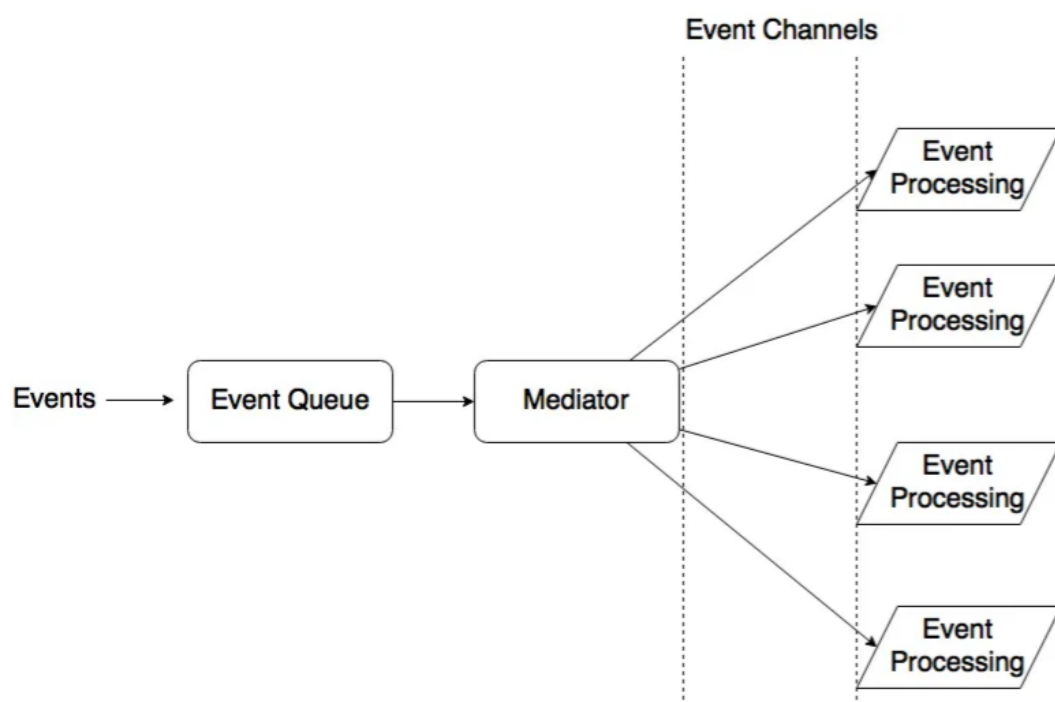 Event Channels
Event
Processing
Event
Processing
Events
Event Queue
Mediator
Event
Processing
Event
Processing